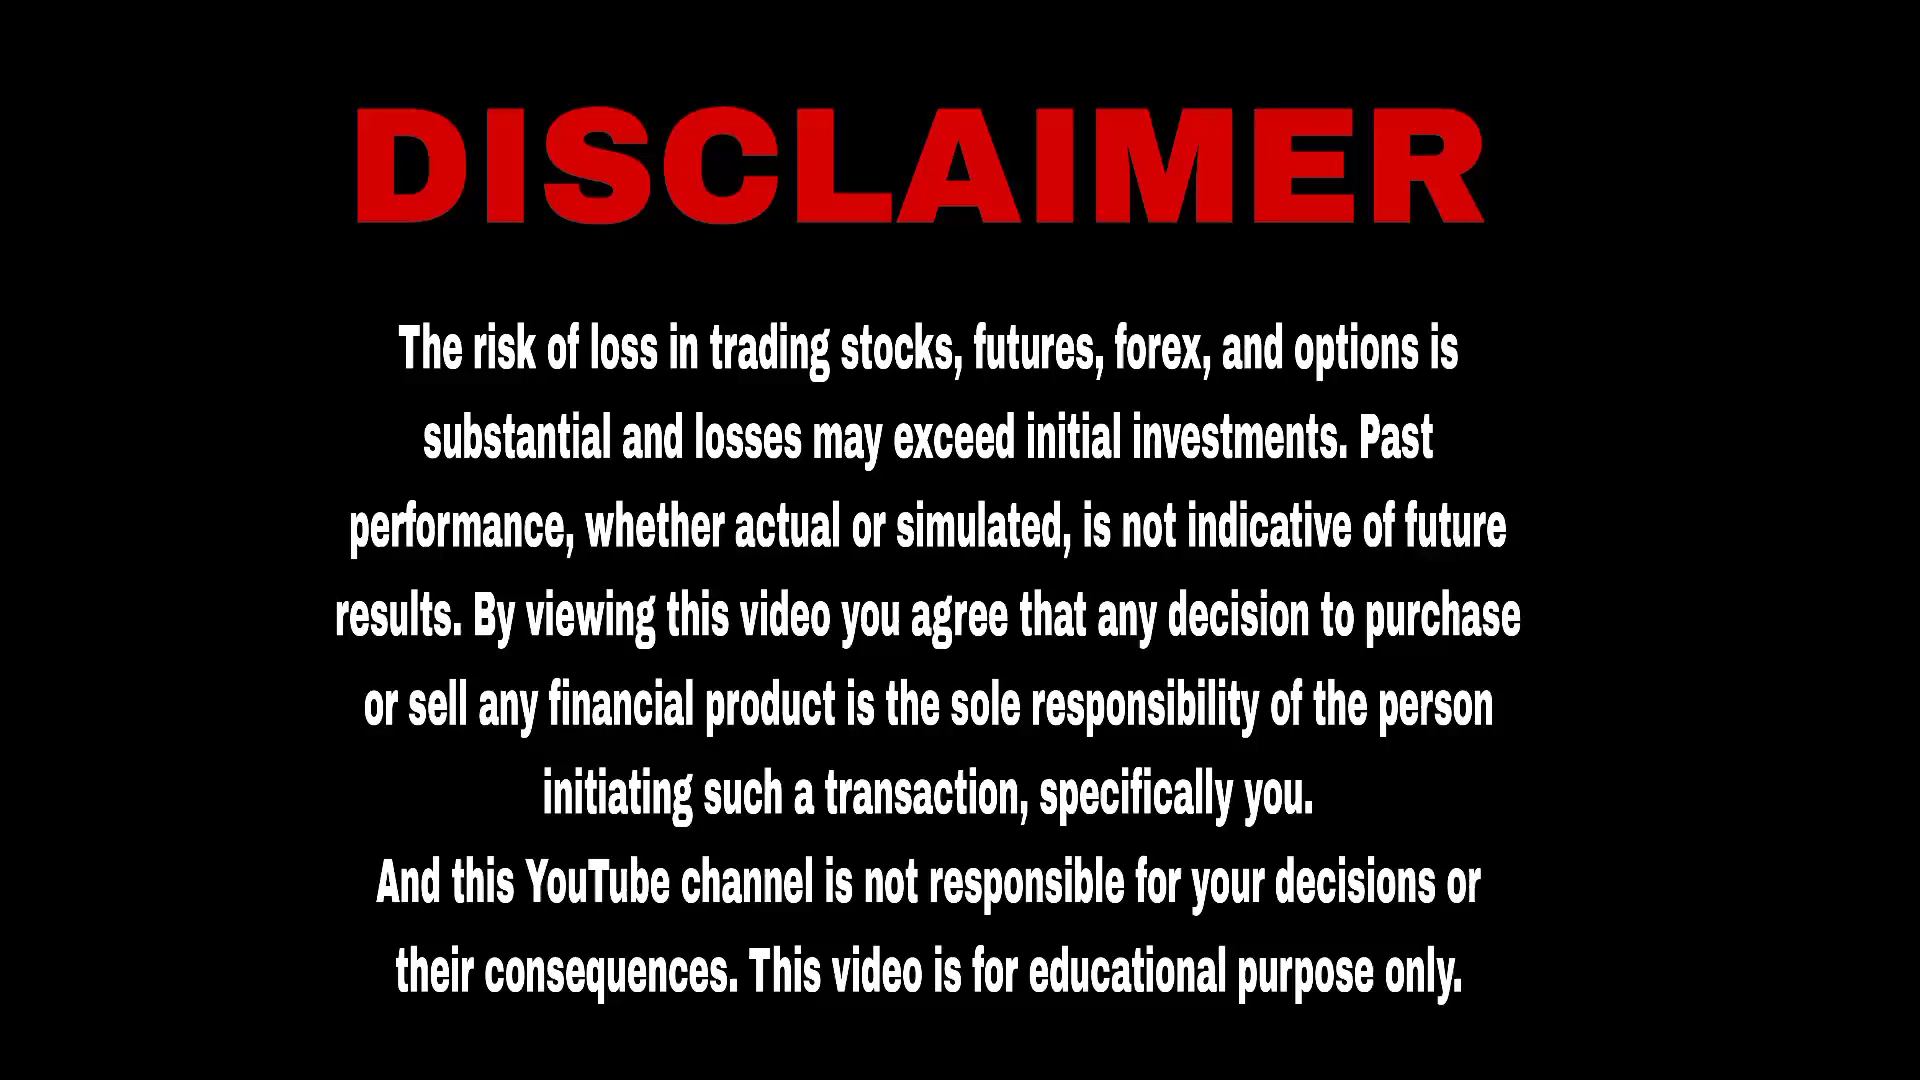 DISCLAIMER
The risk of loss in trading stocks, futures, forex, and options is
substantial and losses may exceed initial investments. Past
performance, whether actual or simulated, is not indicative of future
results. By viewing this video you agree that any decision to purchase
or sell any financial product is the sole responsibility of the person
initiating such a transaction, specifically you.
And this YouTube channel is not responsible for your decisions or
their consequences. This video is for educational purpose only.